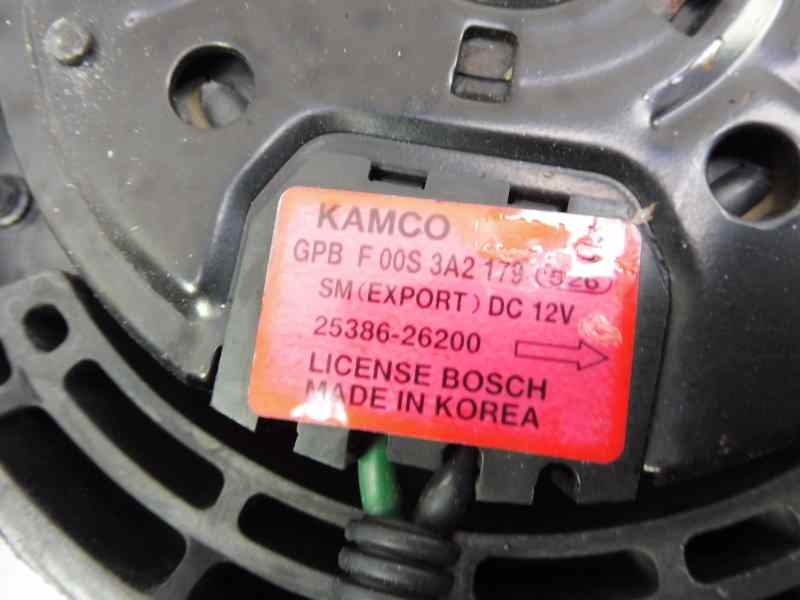 KAMCO
GPB F 00S 3A2 179
SM(EXPORT) DC 12V
25386-26200
LICENSE BOSCH
MADE IN KOREA